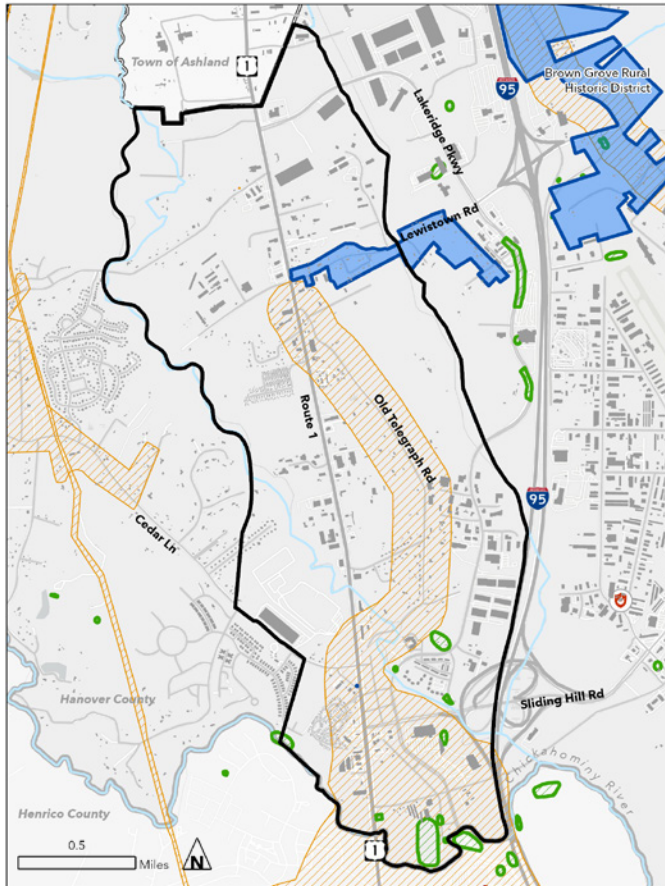 Town of Ashland
1
95
Brown Grove Rural
Historic District
Lakeridge Pkwy
Lewistown Rd
Route 1
Old Telegraph Rd
95
Cedar Ln
Hanover County
Sliding Hill Rd
Chickahominy River
Henrico County
0.5
Miles
N
1